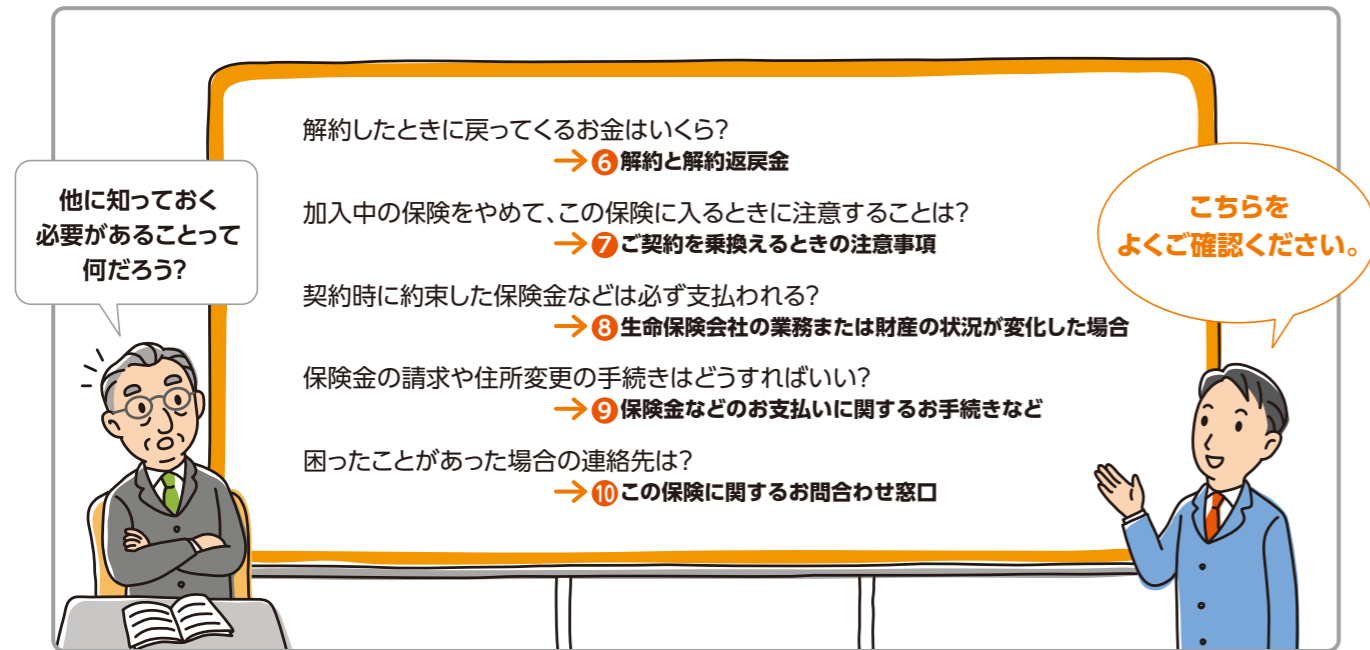 他に知っておく
必要があることって
何だろう?
解約したときに戻ってくるお金はいくら?
→❻解約と解約返戻金
加入中の保険をやめて、この保険に入るときに注意することは?
→❼ご契約を乗換えるときの注意事項
契約時に約束した保険金などは必ず支払われる?
→❽生命保険会社の業務または財産の状況が変化した場合
保険金の請求や住所変更の手続きはどうすればいい?
→❾保険金などのお支払いに関するお手続きなど
困ったことがあった場合の連絡先は?
→❿この保険に関するお問合わせ窓口
こちらを
よくご確認ください。